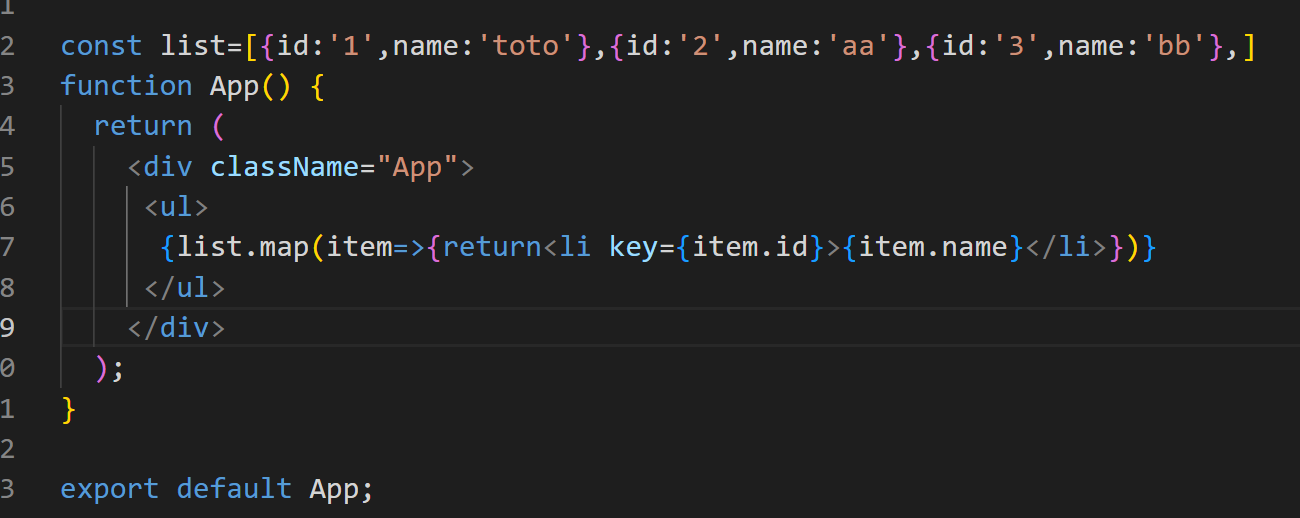 1
2 const list=[{id:'1',name:'toto'},{id:'2',name:'aa'},{id:'3',name:'bb'},]
3 function App() {
4   return (
5     <div className="App">
6      <ul>
7       {list.map(item=>{return<li key={item.id}>{item.name}</li>})}
8      </ul>
9     </div>
0   );
1 }
2
3 export default App;